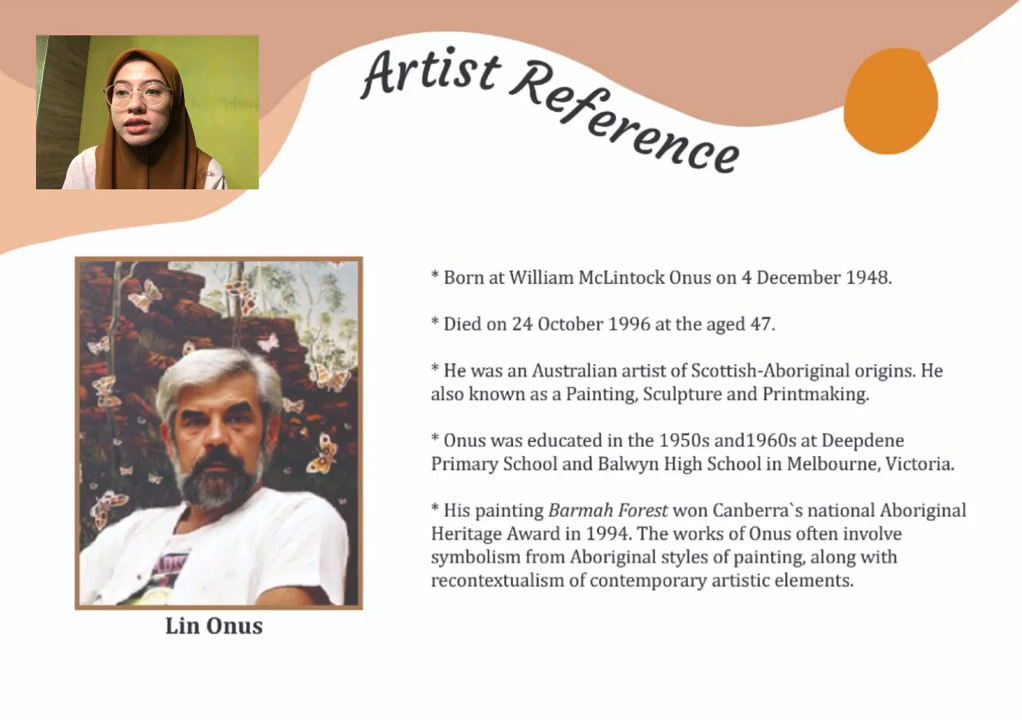 Artist Reference
* Born at William McLintock Onus on 4 December 1948.
* Died on 24 October 1996 at the aged 47.
* He was an Australian artist of Scottish-Aboriginal origins. He
also known as a Painting, Sculpture and Printmaking.
* Onus was educated in the 1950s and1960s at Deepdene
Primary School and Balwyn High School in Melbourne, Victoria.
* His painting Barmah Forest won Canberra`s national Aboriginal
Heritage Award in 1994. The works of Onus often involve
symbolism from Aboriginal styles of painting, along with
recontextualism of contemporary artistic elements.
Lin Onus